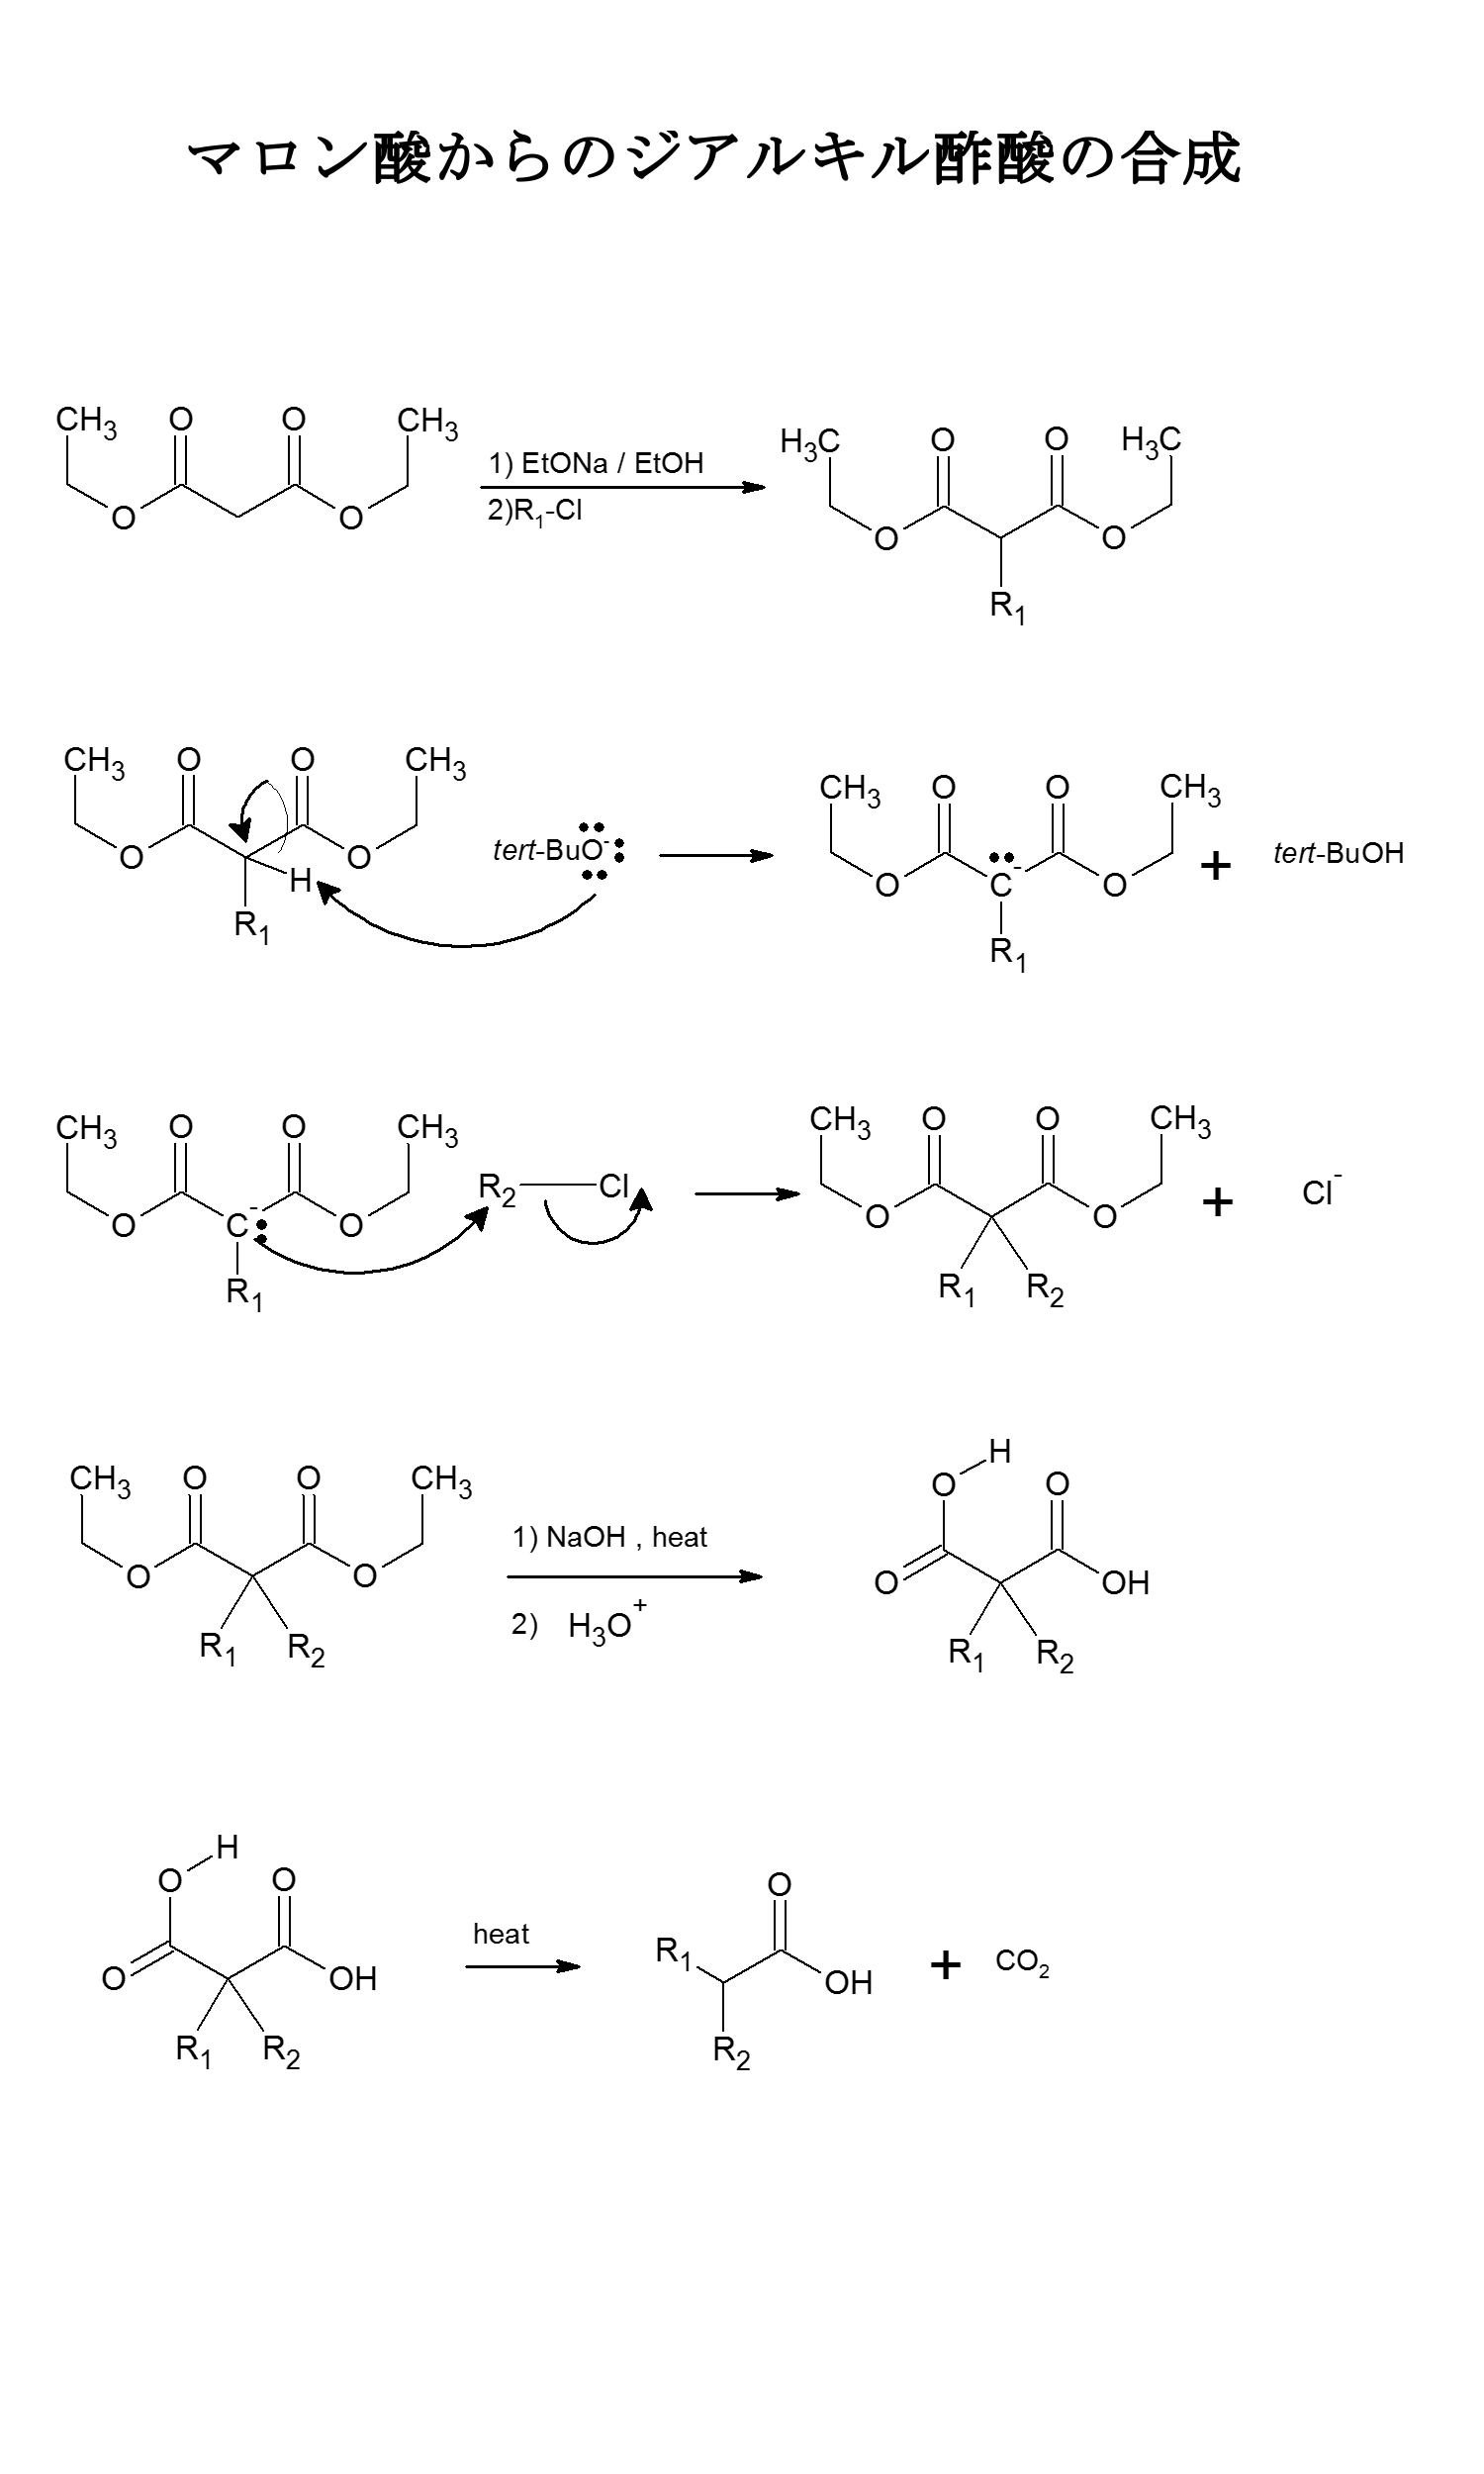 マロン酸からのジアルキル酢酸の合成
CH3 O O CH3
O O
1) EtONa / EtOH
2)R1-Cl
H3C O O H3C
O O
R1
CH3 O O CH3
O O
H
R1
tert-BuO-
CH3 O O CH3
O C- O
R1
+ tert-BuOH
CH3 O O CH3
O C- O
R1
R2 Cl
CH3 O O CH3
O O
R1 R2
+ Cl-
CH3 O O CH3
O O
R1 R2
1) NaOH , heat
2) H3O+
H
O O
O OH
R1 R2
H
O O
O OH
R1 R2
heat
O
R1
OH
R2
+ CO2